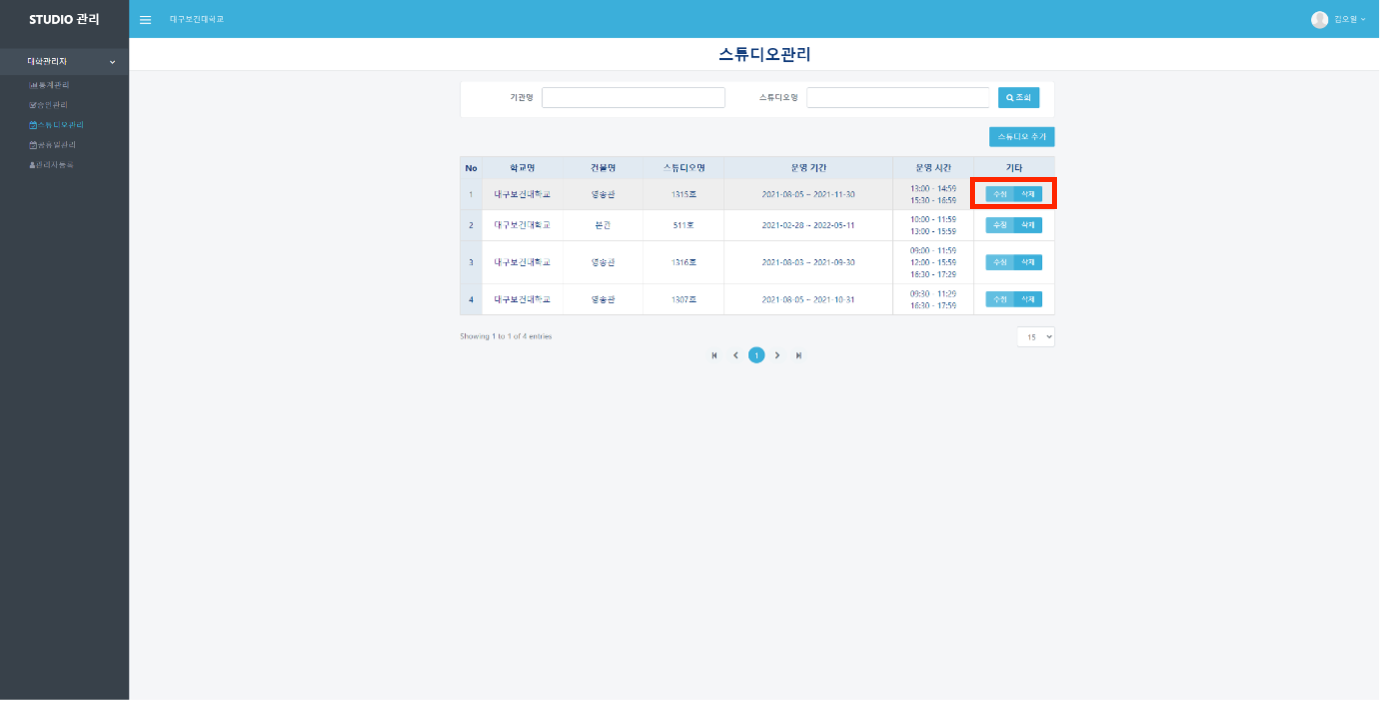 STUDIO 관리
대구보건대학교
김오월
대학관리자
통계관리
승인관리
스튜디오관리
공휴일관리
관리자등록
스튜디오관리
기관명
스튜디오명
조회
스튜디오 추가
No 학교명 건물명 스튜디오명 운영 기간 운영 시간 기타
1 대구보건대학교 영송관 1315호 2021-08-05 ~ 2021-11-30 13:00 - 14:59 수정 삭제
15:30 - 16:59
2 대구보건대학교 본관 511호 2021-02-28 ~ 2022-05-11 10:00 - 11:59 수정 삭제
13:00 - 15:59
3 대구보건대학교 영송관 1316호 2021-08-03 ~ 2021-09-30 09:00 - 11:59 수정 삭제
12:00 - 15:59
16:30 - 17:29
4 대구보건대학교 영송관 1307호 2021-08-05 ~ 2021-10-31 09:30 - 11:29 수정 삭제
16:30 - 17:59
Showing 1 to 1 of 4 entries
15
1